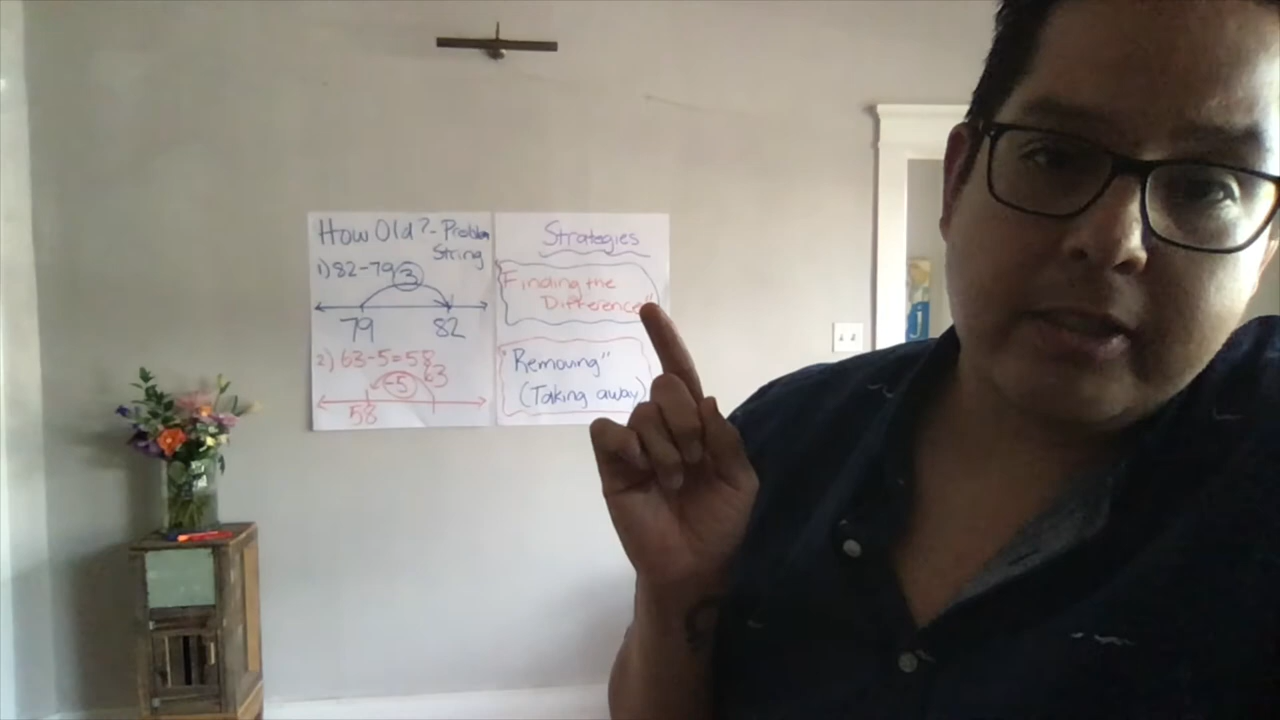 How Old? - Problem
String
1) 82-79 3
79 82
2) 63-5=58
-5 63
58
Strategies
"Finding the
Difference"
"Removing"
(Taking away)
j